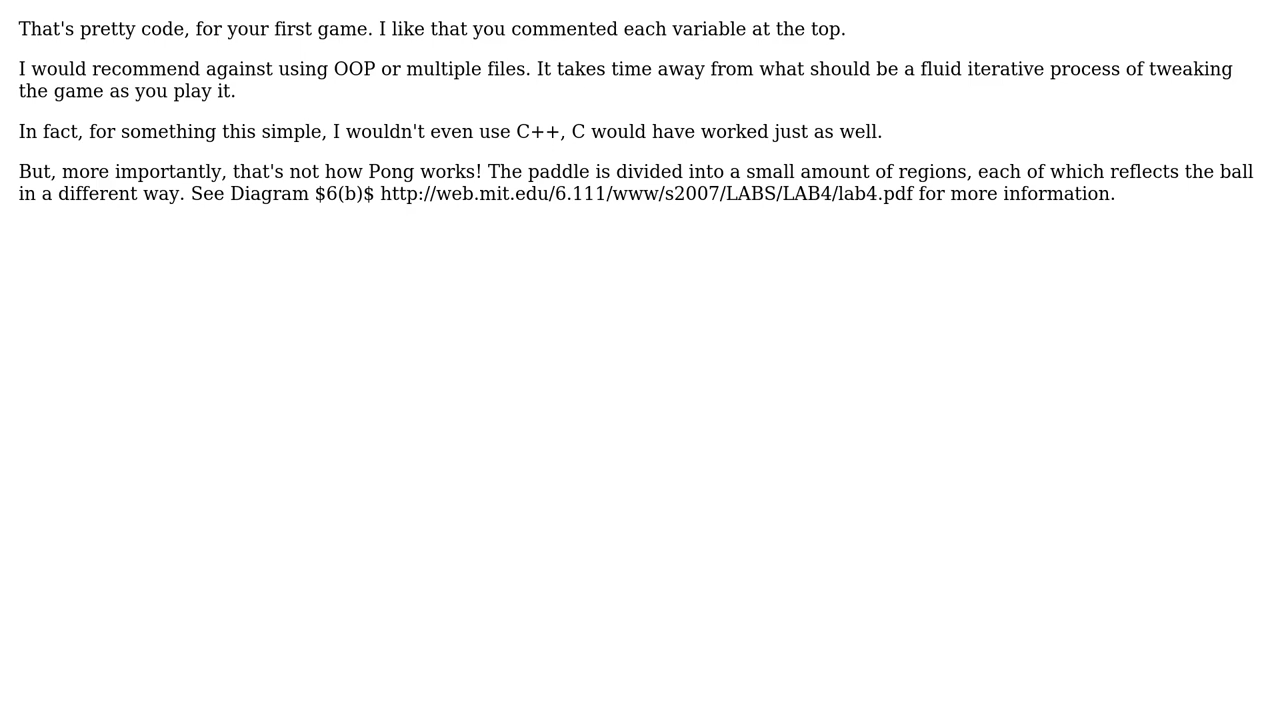 That's pretty code, for your first game. I like that you commented each variable at the top.
I would recommend against using OOP or multiple files. It takes time away from what should be a fluid iterative process of tweaking
the game as you play it.
In fact, for something this simple, I wouldn't even use C++, C would have worked just as well.
But, more importantly, that's not how Pong works! The paddle is divided into a small amount of regions, each of which reflects the ball
in a different way. See Diagram $6(b)$ http://web.mit.edu/6.111/www/s2007/LABS/LAB4/lab4.pdf for more information.